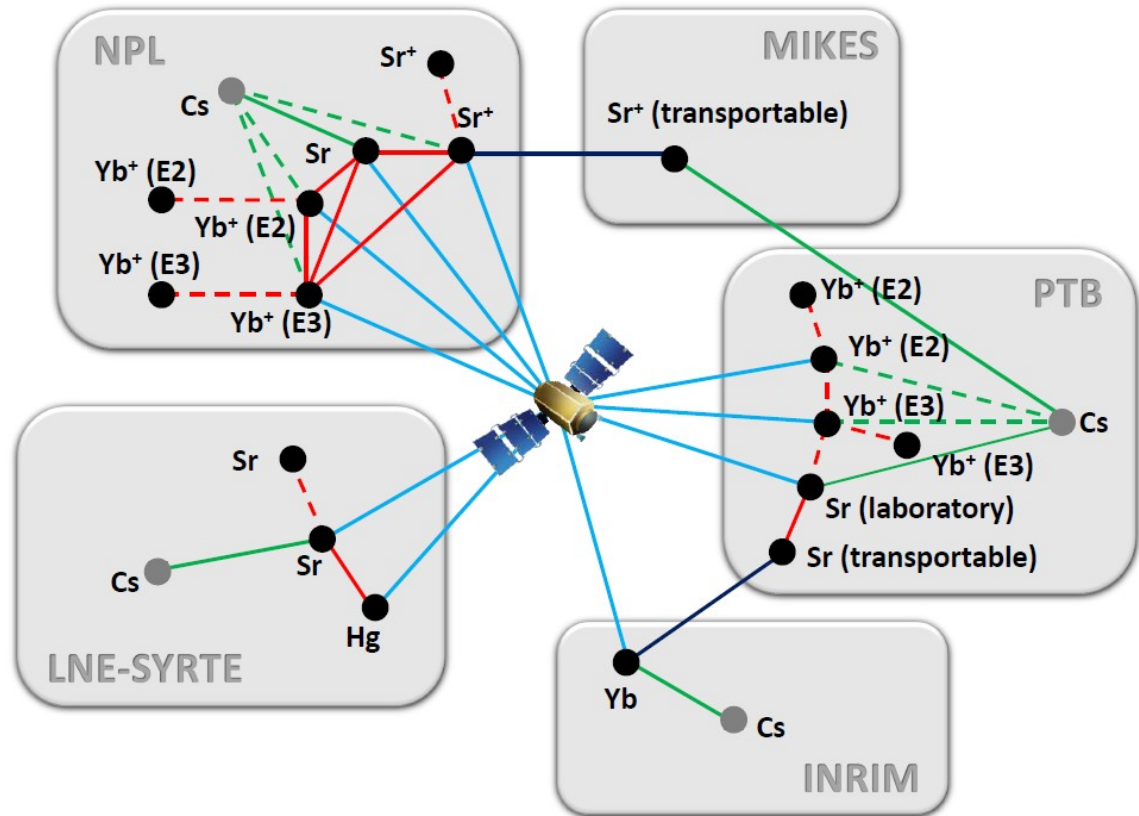 NPL
Sr+
Cs
Sr+
Sr
Yb+ (E2)
Yb+ (E2)
Yb+ (E3)
Yb+ (E3)
MIKES
Sr+ (transportable)
PTB
Yb+ (E2)
Yb+ (E2)
Yb+ (E3)
Cs
Yb+ (E3)
Sr (laboratory)
Sr (transportable)
Sr
Sr
Cs
Hg
LNE-SYRTE
Yb
Cs
INRIM